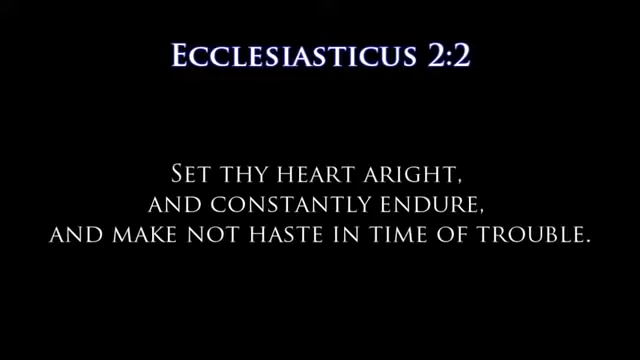 Ecclesiasticus 2:2
Set thy heart aright,
and constantly endure,
and make not haste in time of trouble.